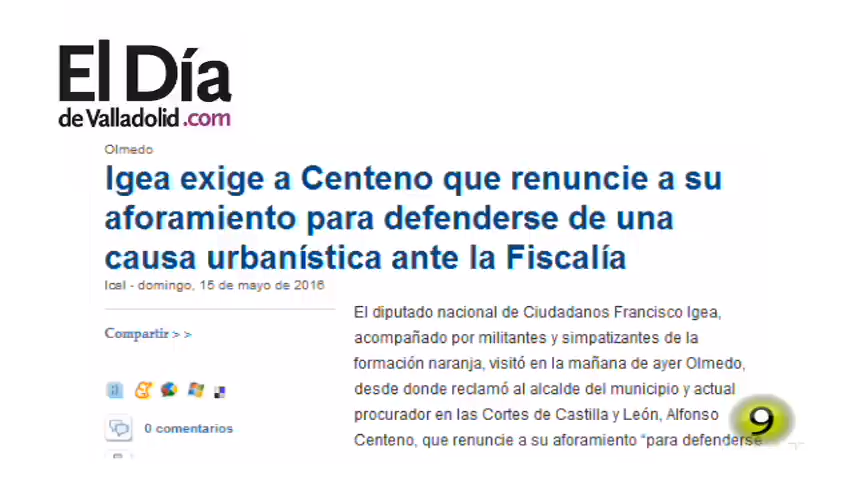 El Día
de Valladolid.com
Olmedo
Igea exige a Centeno que renuncie a su
aforamiento para defenderse de una
causa urbanística ante la Fiscalía
Ical - domingo, 15 de mayo de 2016
El diputado nacional de Ciudadanos Francisco Igea,
acompañado por militantes y simpatizantes de la
formación naranja, visitó en la mañana de ayer Olmedo,
desde donde reclamó al alcalde del municipio y actual
procurador en las Cortes de Castilla y León, Alfonso
Centeno, que renuncie a su aforamiento “para defenderse
Compartir > >
0 comentarios
9